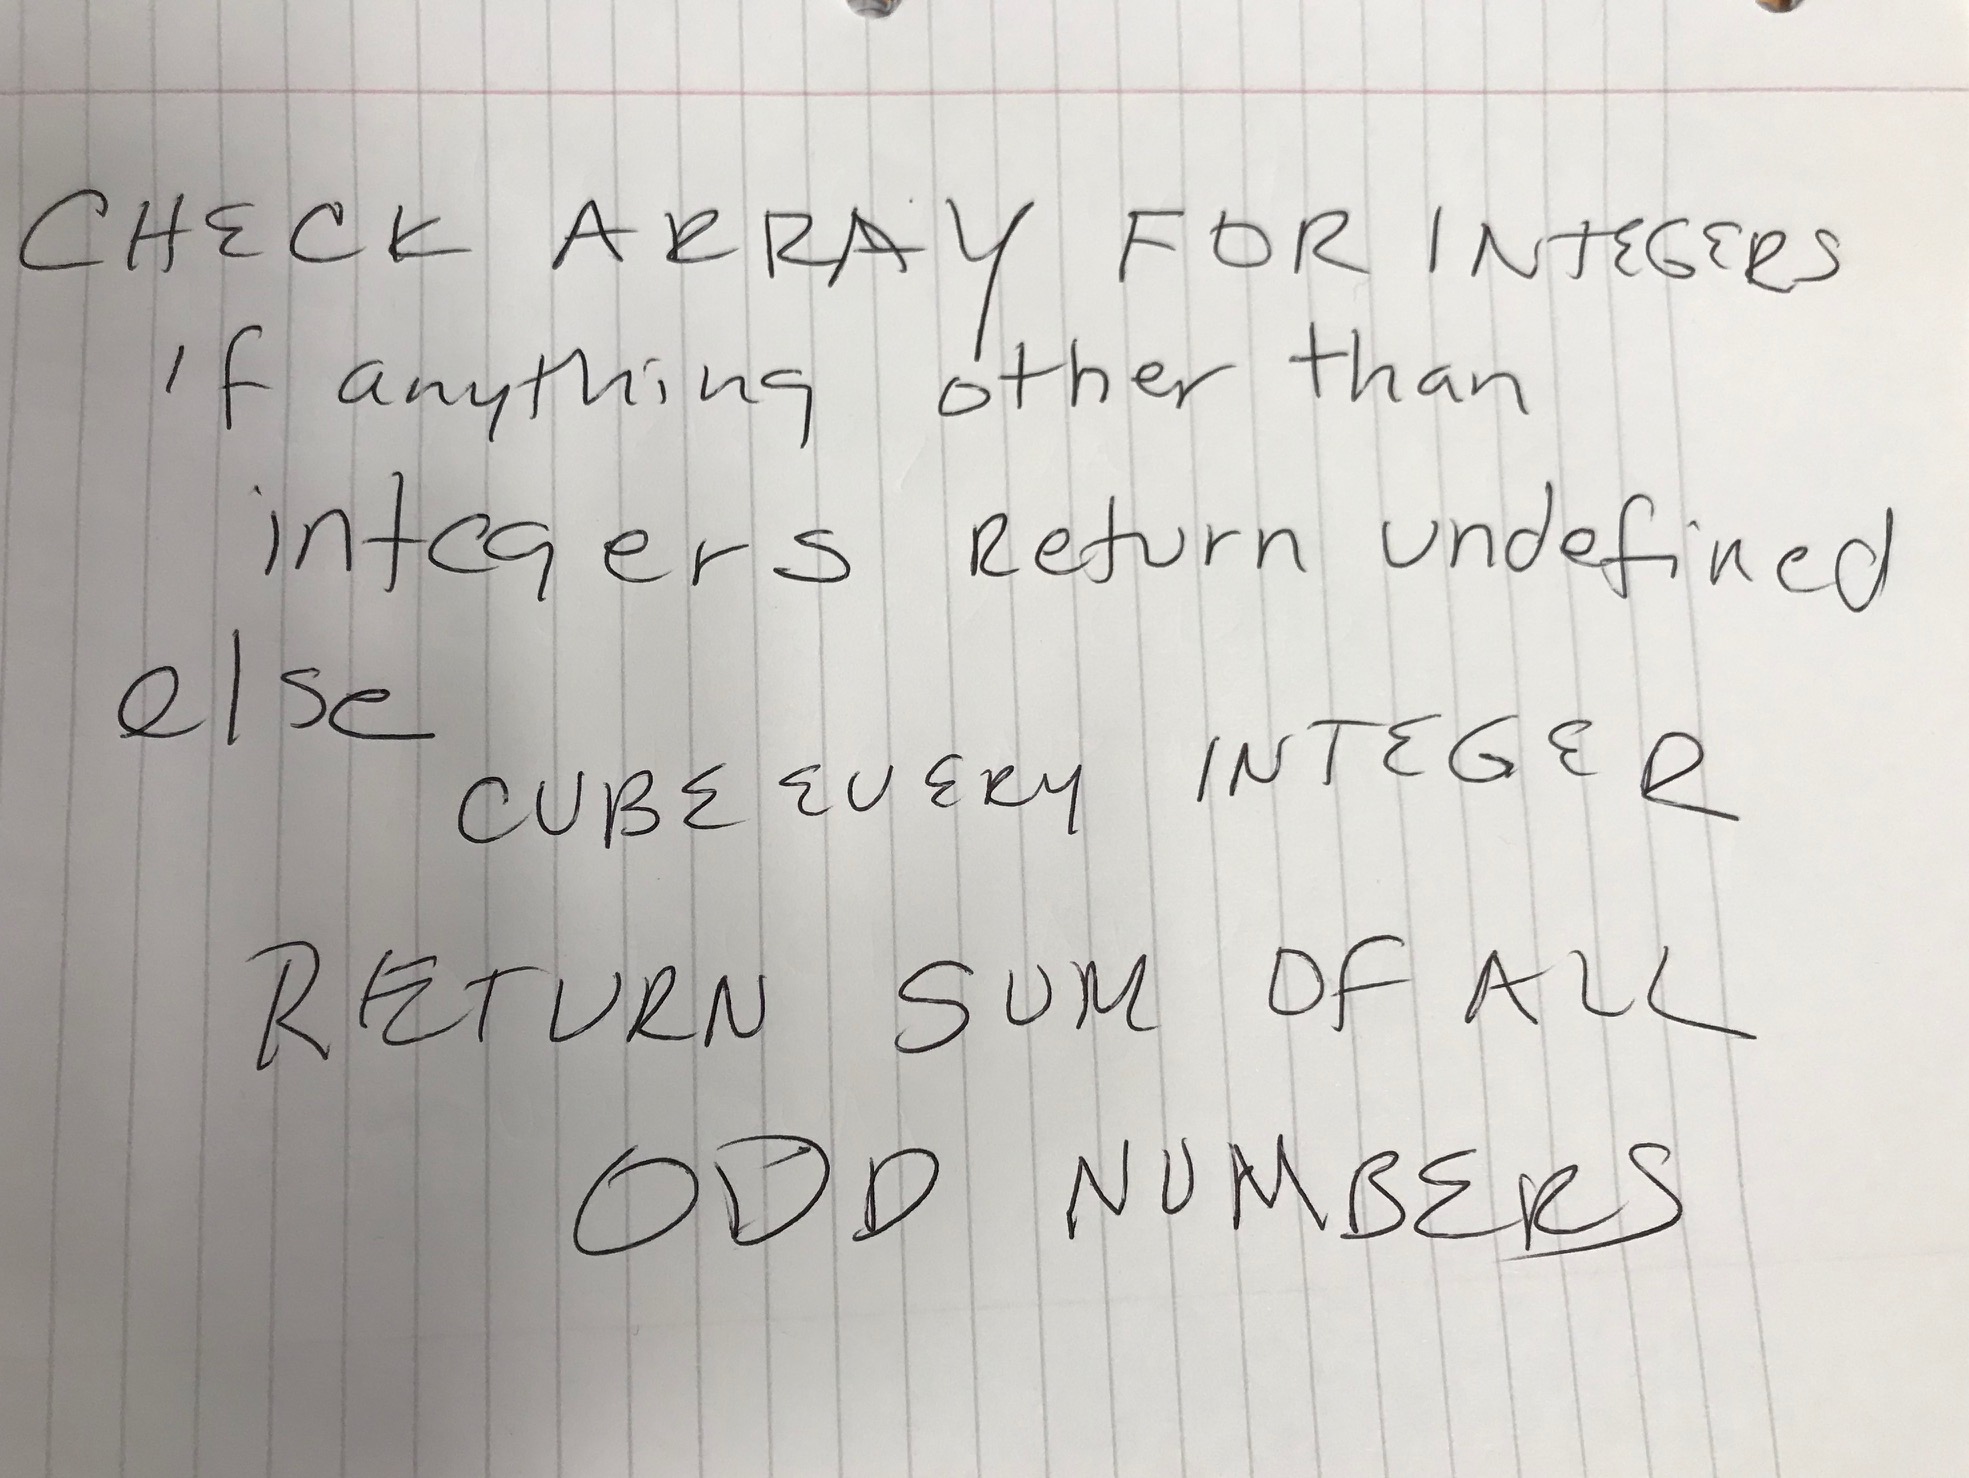 CHECK ARRAY FOR INTEGERS
if anything other than
integers Return undefined
else
CUBE EVERY INTEGER
RETURN SUM OF ALL
ODD NUMBERS